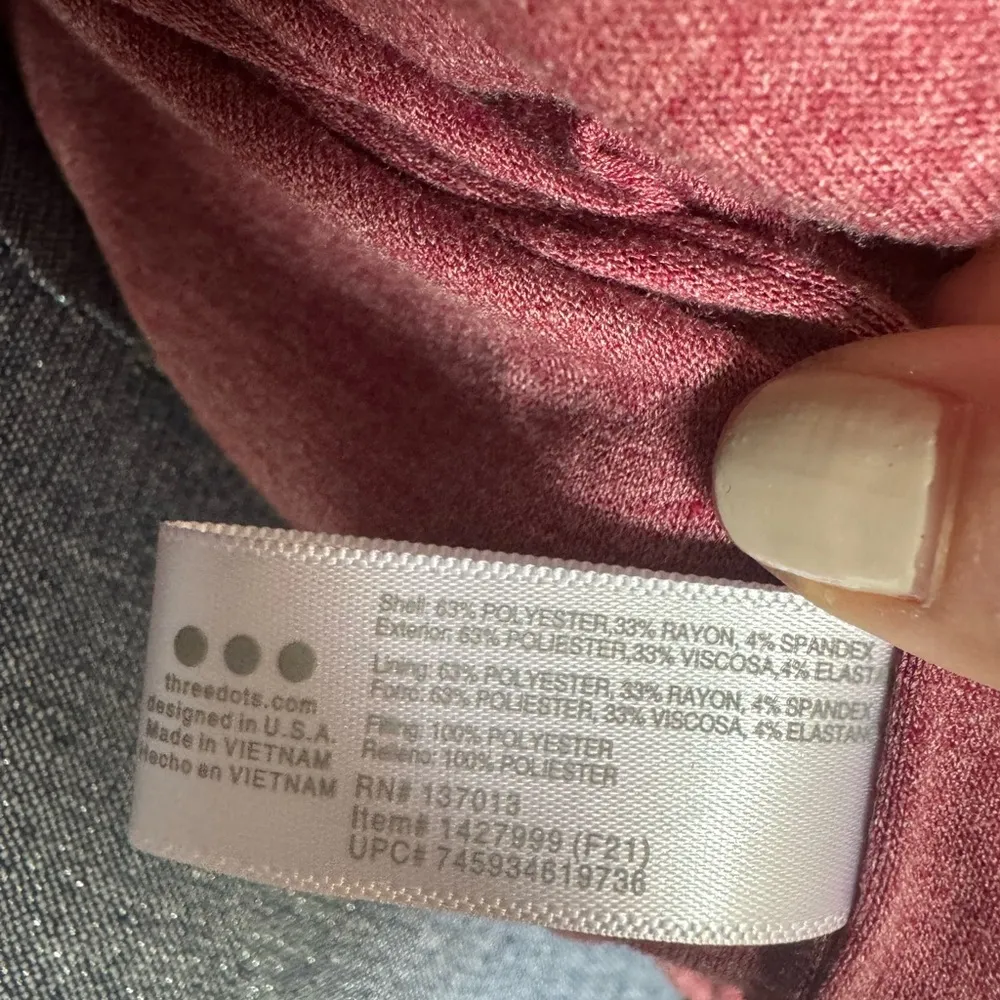 threedots.com
designed in U.S.A.
Made in VIETNAM
Hecho en VIETNAM
Shell: 63% POLYESTER,33% RAYON, 4% SPANDEX
Exterior: 63% POLIESTER,33% VISCOSA,4% ELAST
Lining: 63% POLYESTER, 33% RAYON, 4% SPANDEX
Forro: 63% POLIESTER, 33% VISCOSA, 4% ELASTAN
Filling: 100% POLYESTER
Relleno: 100% POLIESTER
RN# 137013
Item# 1427999 (F21)
UPC# 745934619736